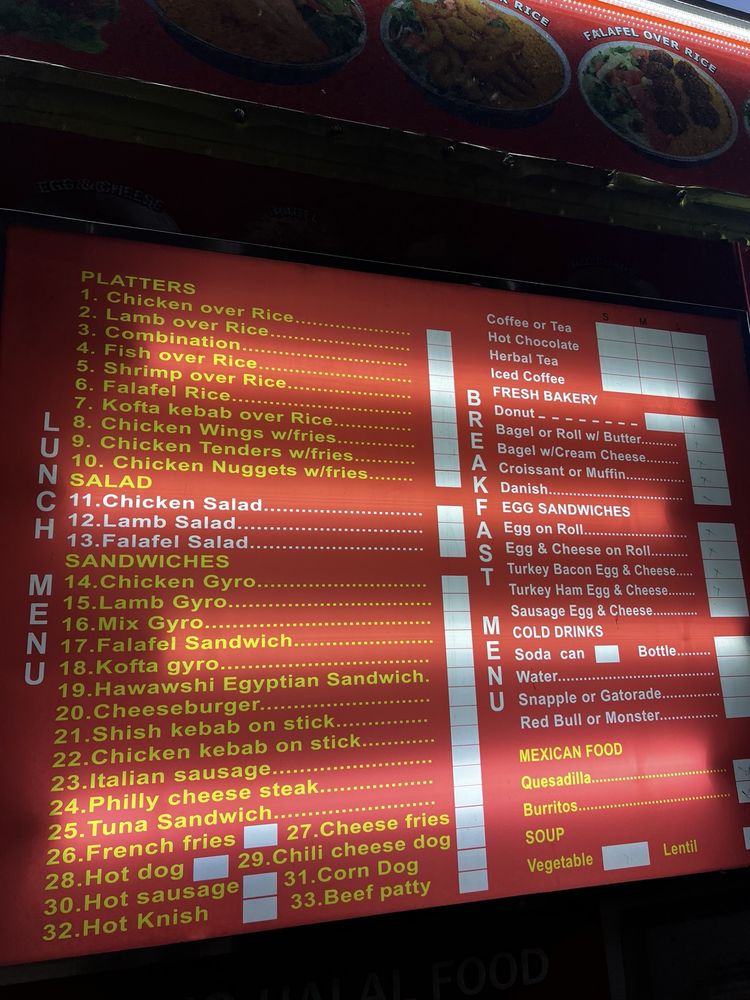 R RICE
FALAFEL OVER RICE
EGG & CHEESE
PLATTERS
1. Chicken over Rice
2. Lamb over Rice
3. Combination
4. Fish over Rice
5. Shrimp over Rice
6. Falafel Rice
7. Kofta kebab over Rice
8. Chicken Wings w/fries
9. Chicken Tenders w/fries
10. Chicken Nuggets w/fries
SALAD
11.Chicken Salad
12.Lamb Salad
13.Falafel Salad
SANDWICHES
14.Chicken Gyro
15.Lamb Gyro
16.Mix Gyro
17.Falafel Sandwich
18.Kofta gyro
19.Hawawshi Egyptian Sandwich.
20.Cheeseburger
21.Shish kebab on stick
22.Chicken kebab on stick
23.Italian sausage
24.Philly cheese steak
25.Tuna Sandwich
26.French fries 27.Cheese fries
28.Hot dog 29.Chili cheese dog
30.Hot sausage 31.Corn Dog
32.Hot Knish 33.Beef patty
LUNCH MENU
BREAKFAST MENU
S M L
Coffee or Tea
Hot Chocolate
Herbal Tea
Iced Coffee
FRESH BAKERY
Donut
Bagel or Roll w/ Butter
Bagel w/Cream Cheese
Croissant or Muffin
Danish
EGG SANDWICHES
Egg on Roll
Egg & Cheese on Roll
Turkey Bacon Egg & Cheese
Turkey Ham Egg & Cheese
Sausage Egg & Cheese
COLD DRINKS
Soda can Bottle
Water
Snapple or Gatorade
Red Bull or Monster
MEXICAN FOOD
Quesadilla
Burritos
SOUP
Vegetable Lentil
HALAL FOOD